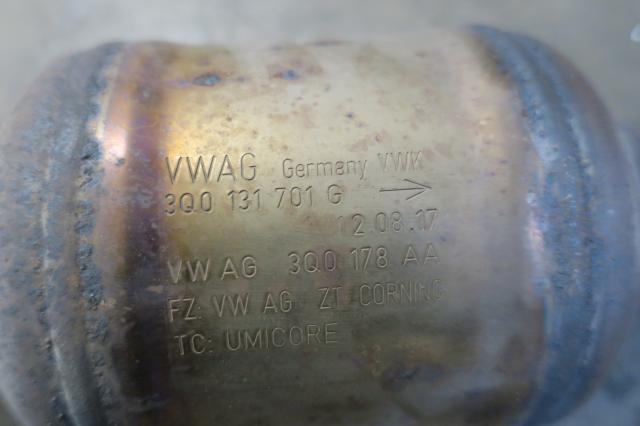 VWAG Germany VWK
3Q0 131 701 G →
12.08.17
VW AG 3Q0 178 AA
FZ: VW AG ZT CORNING
TC: UMICORE